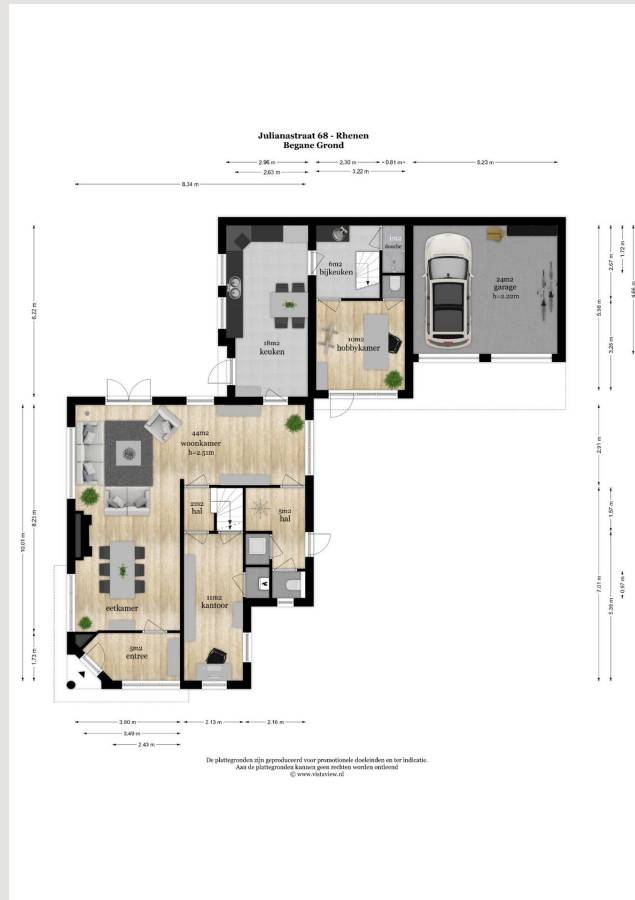 Julianastraat 68 - Rhenen
Begane Grond
2.96 m
2.30 m
0.81 m
5.23 m
2.63 m
3.22 m
8.34 m
1m2
douche
6m2
bijkeuken
24m2
garage
h=2.22m
18m2
keuken
10m2
hobbykamer
6.22 m
5.98 m
2.67 m
1.72 m
4.66 m
3.26 m
44m2
woonkamer
h=2.51m
2m2
hal
5m2
hal
11m2
kantoor
eetkamer
5m2
entree
10.01 m
8.23 m
1.73 m
2.91 m
1.57 m
7.01 m
5.39 m
0.97 m
3.80 m
2.13 m
2.16 m
3.49 m
2.43 m
De plattegronden zijn geproduceerd voor promotionele doeleinden en ter indicatie.
Aan de plattegronden kunnen geen rechten worden ontleend
© www.vistaview.nl